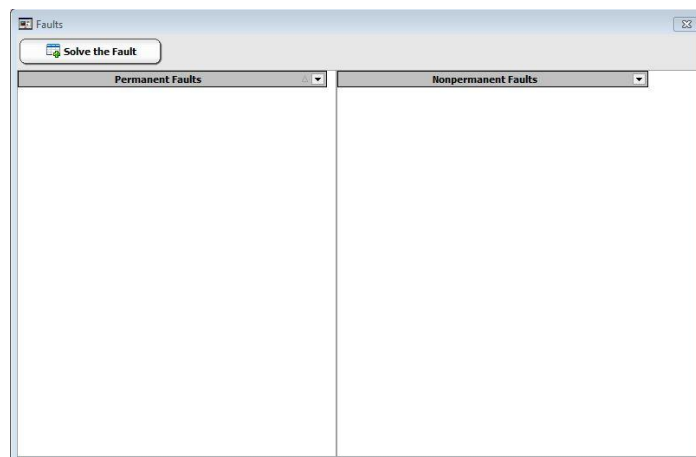 Faults
Solve the Fault
Permanent Faults
Nonpermanent Faults